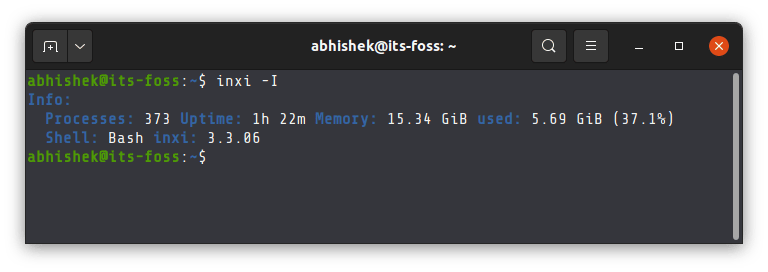 abhishek@its-foss: ~
abhishek@its-foss:~$ inxi -I
Info:
  Processes: 373 Uptime: 1h 22m Memory: 15.34 GiB used: 5.69 GiB (37.1%)
  Shell: Bash inxi: 3.3.06
abhishek@its-foss:~$